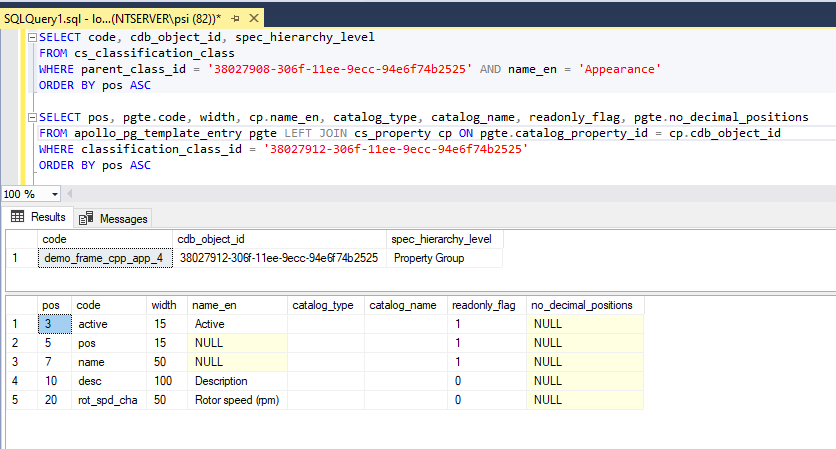 SQLQuery1.sql - lo...(NTSERVER\psi (82))*
SELECT code, cdb_object_id, spec_hierarchy_level
FROM cs_classification_class
WHERE parent_class_id = '38027908-306f-11ee-9ecc-94e6f74b2525' AND name_en = 'Appearance'
ORDER BY pos ASC
SELECT pos, pgte.code, width, cp.name_en, catalog_type, catalog_name, readonly_flag, pgte.no_decimal_positions
FROM apollo_pg_template_entry pgte LEFT JOIN cs_property cp ON pgte.catalog_property_id = cp.cdb_object_id
WHERE classification_class_id = '38027912-306f-11ee-9ecc-94e6f74b2525'
ORDER BY pos ASC
100 %
Results Messages
code cdb_object_id spec_hierarchy_level
1 demo_frame_cpp_app_4 38027912-306f-11ee-9ecc-94e6f74b2525 Property Group
pos code width name_en catalog_type catalog_name readonly_flag no_decimal_positions
1 3 active 15 Active 1 NULL
2 5 pos 15 NULL 1 NULL
3 7 name 50 NULL 1 NULL
4 10 desc 100 Description 0 NULL
5 20 rot_spd_cha 50 Rotor speed (rpm) 0 NULL